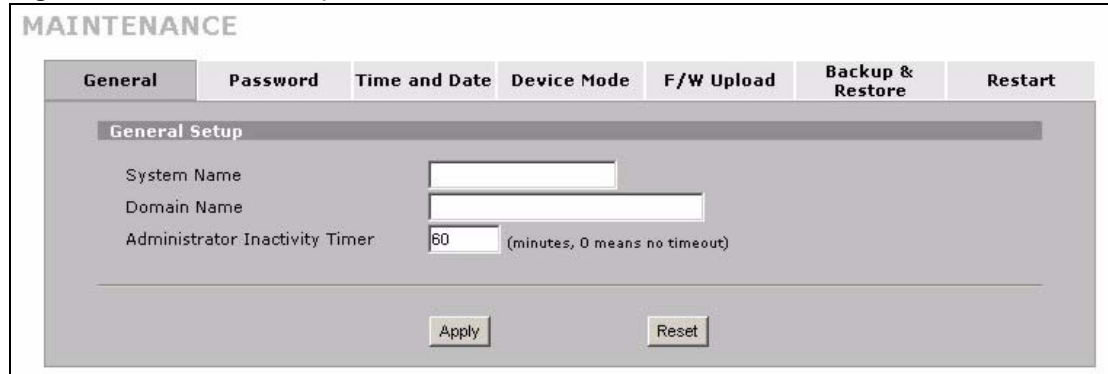 MAINTENANCE
General Password Time and Date Device Mode F/W Upload Backup & Restore Restart
General Setup
System Name
Domain Name
Administrator Inactivity Timer 60 (minutes, 0 means no timeout)
Apply Reset